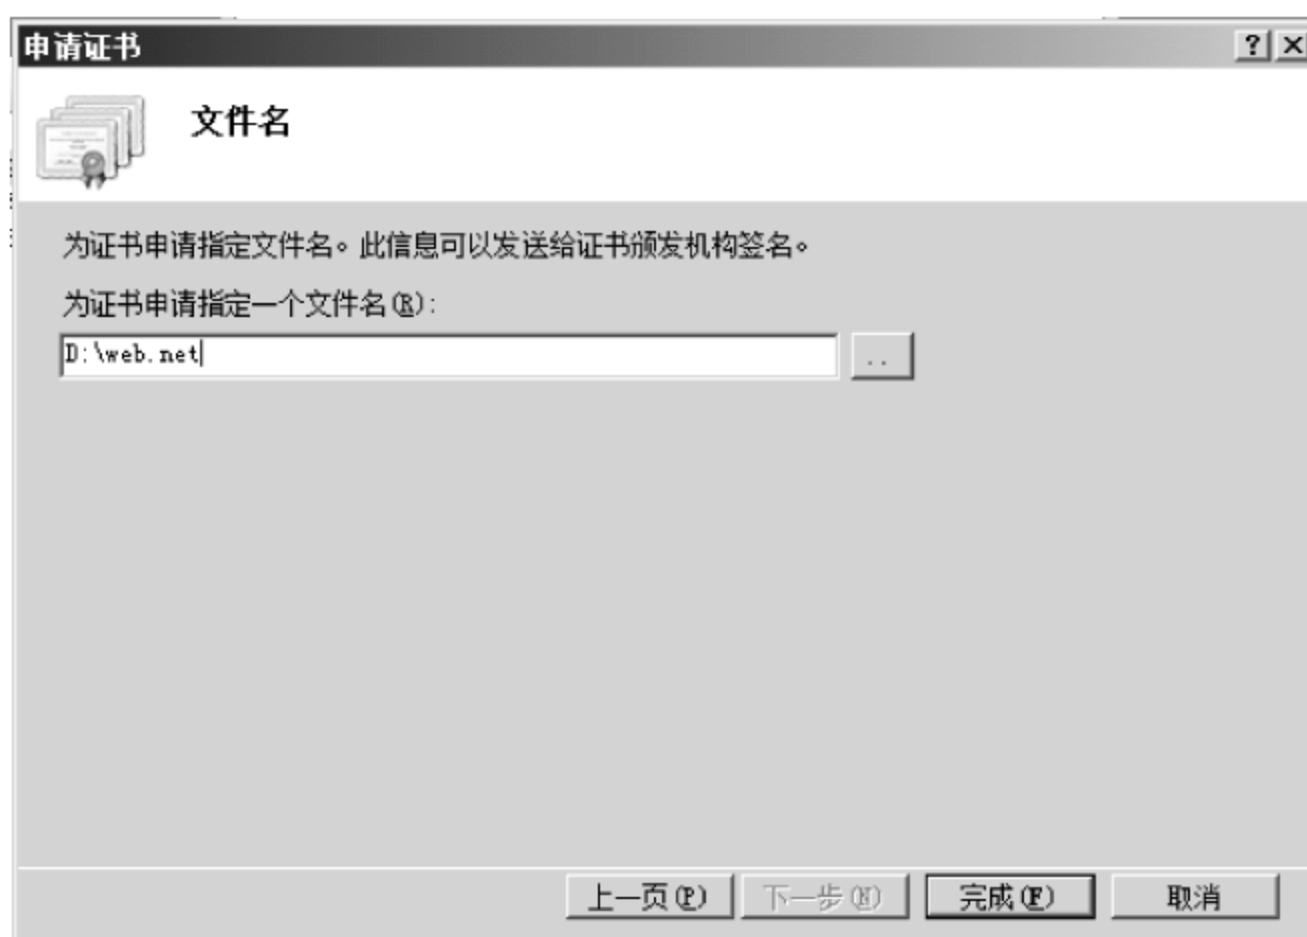 申请证书
文件名
为证书申请指定文件名。此信息可以发送给证书颁发机构签名。
为证书申请指定一个文件名(R):
D:\web.net
..
上一页(P) 下一步(N) 完成(F) 取消